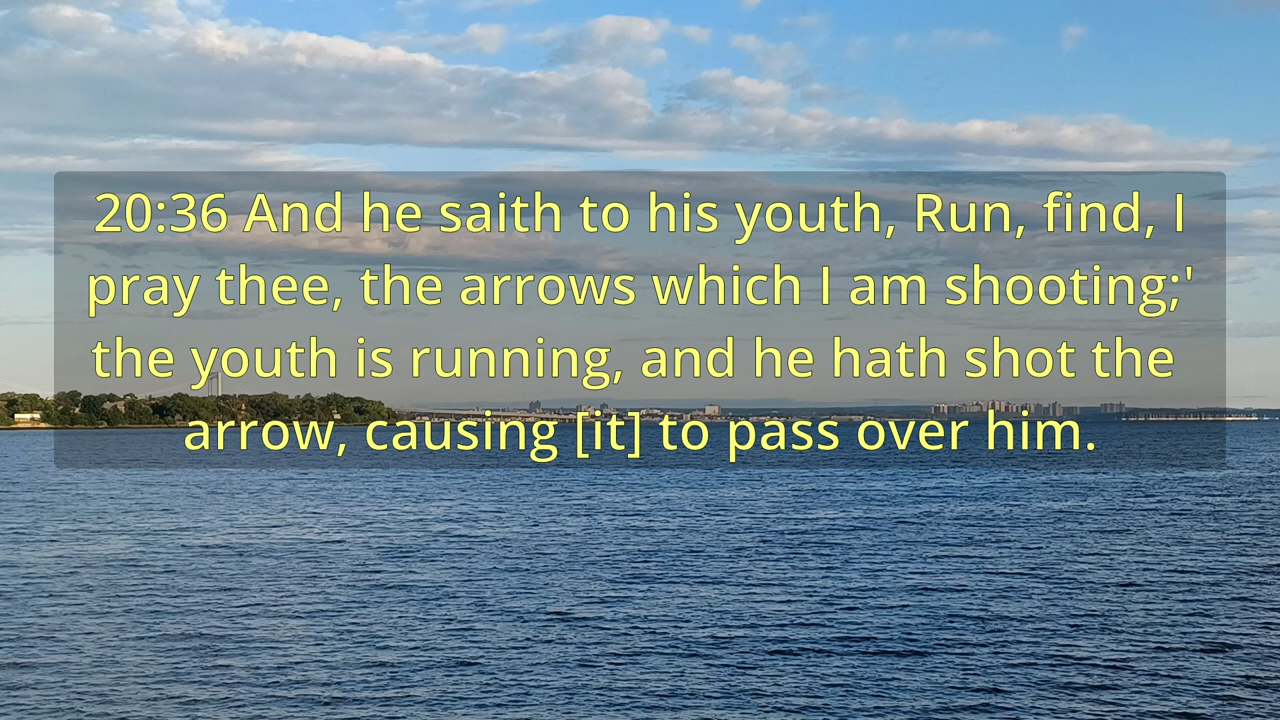 20:36 And he saith to his youth, Run, find, I
pray thee, the arrows which I am shooting;'
the youth is running, and he hath shot the
arrow, causing [it] to pass over him.